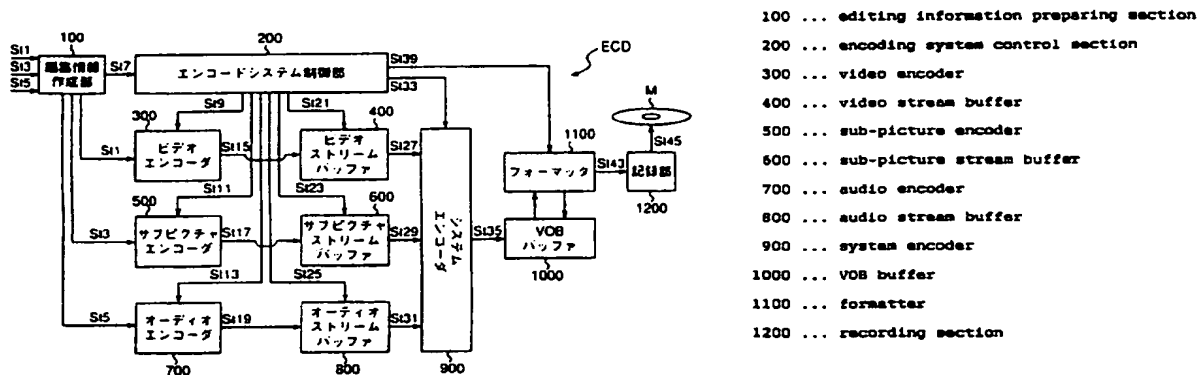 100
200
St1
St3
St5
編集情報
作成部
St7
エンコードシステム制御部
St39
St33
ECD
St9
St21
300
400
M
St1
ビデオ
エンコーダ
St15
ビデオ
ストリーム
バッファ
St27
1100
St45
フォーマッタ
St43
記録部
1200
St11
St23
500
600
St3
サブピクチャ
エンコーダ
St17
サブピクチャ
ストリーム
バッファ
St29
システム
エンコーダ
St35
VOB
バッファ
1000
St13
St25
St5
オーディオ
エンコーダ
St19
オーディオ
ストリーム
バッファ
St31
700
800
900
100 ... editing information preparing section
200 ... encoding system control section
300 ... video encoder
400 ... video stream buffer
500 ... sub-picture encoder
600 ... sub-picture stream buffer
700 ... audio encoder
800 ... audio stream buffer
900 ... system encoder
1000 ... VOB buffer
1100 ... formatter
1200 ... recording section